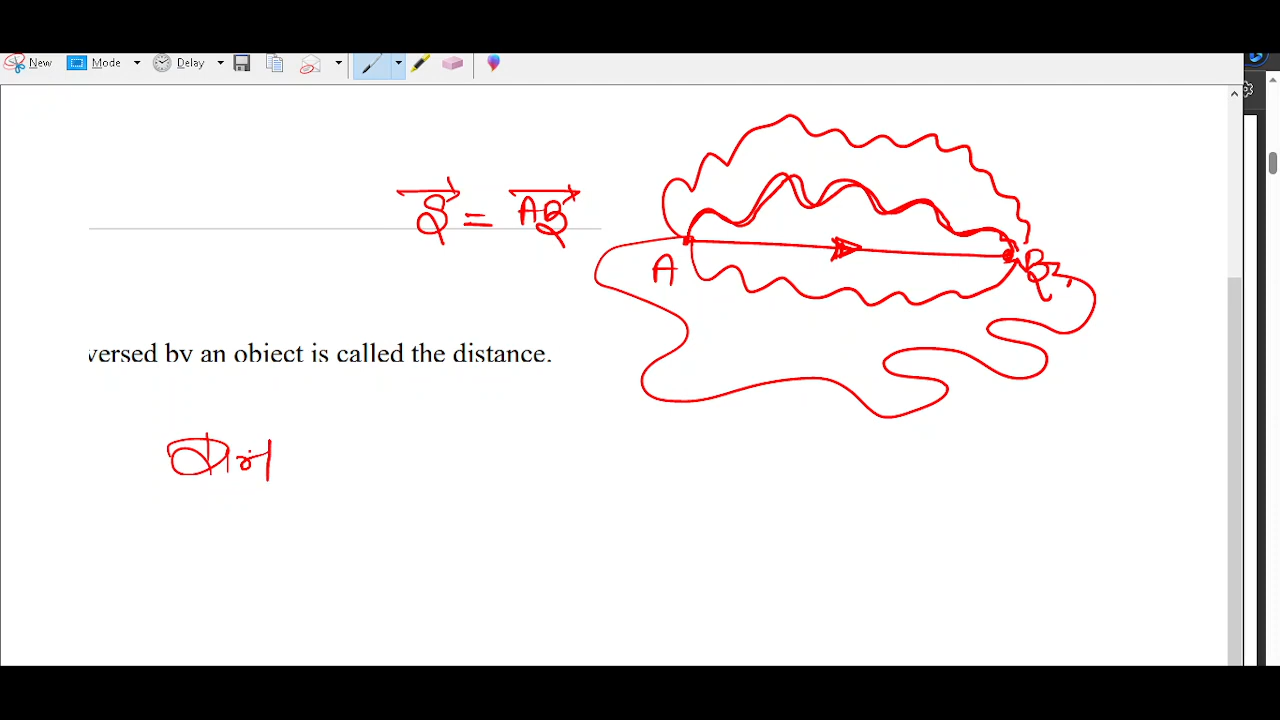 New Mode Delay
S = AB
A
B
versed by an object is called the distance.